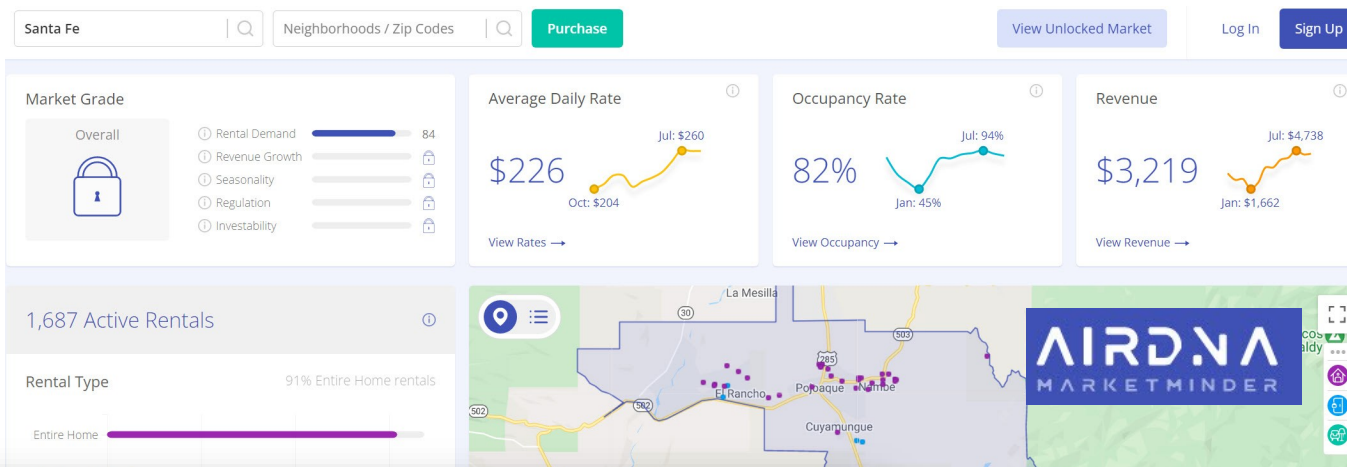 Santa Fe
Neighborhoods / Zip Codes
Purchase
View Unlocked Market
Log In
Sign Up
Market Grade
Overall
Rental Demand 84
Revenue Growth
Seasonality
Regulation
Investability
Average Daily Rate
$226
Jul: $260
Oct: $204
View Rates →
Occupancy Rate
82%
Jul: 94%
Jan: 45%
View Occupancy →
Revenue
$3,219
Jul: $4,738
Jan: $1,662
View Revenue →
1,687 Active Rentals
Rental Type
91% Entire Home rentals
Entire Home
La Mesilla
30
503
285
El Rancho
Pojoaque
Nambe
502
502
Cuyamungue
AIRDNA
MARKETMINDER